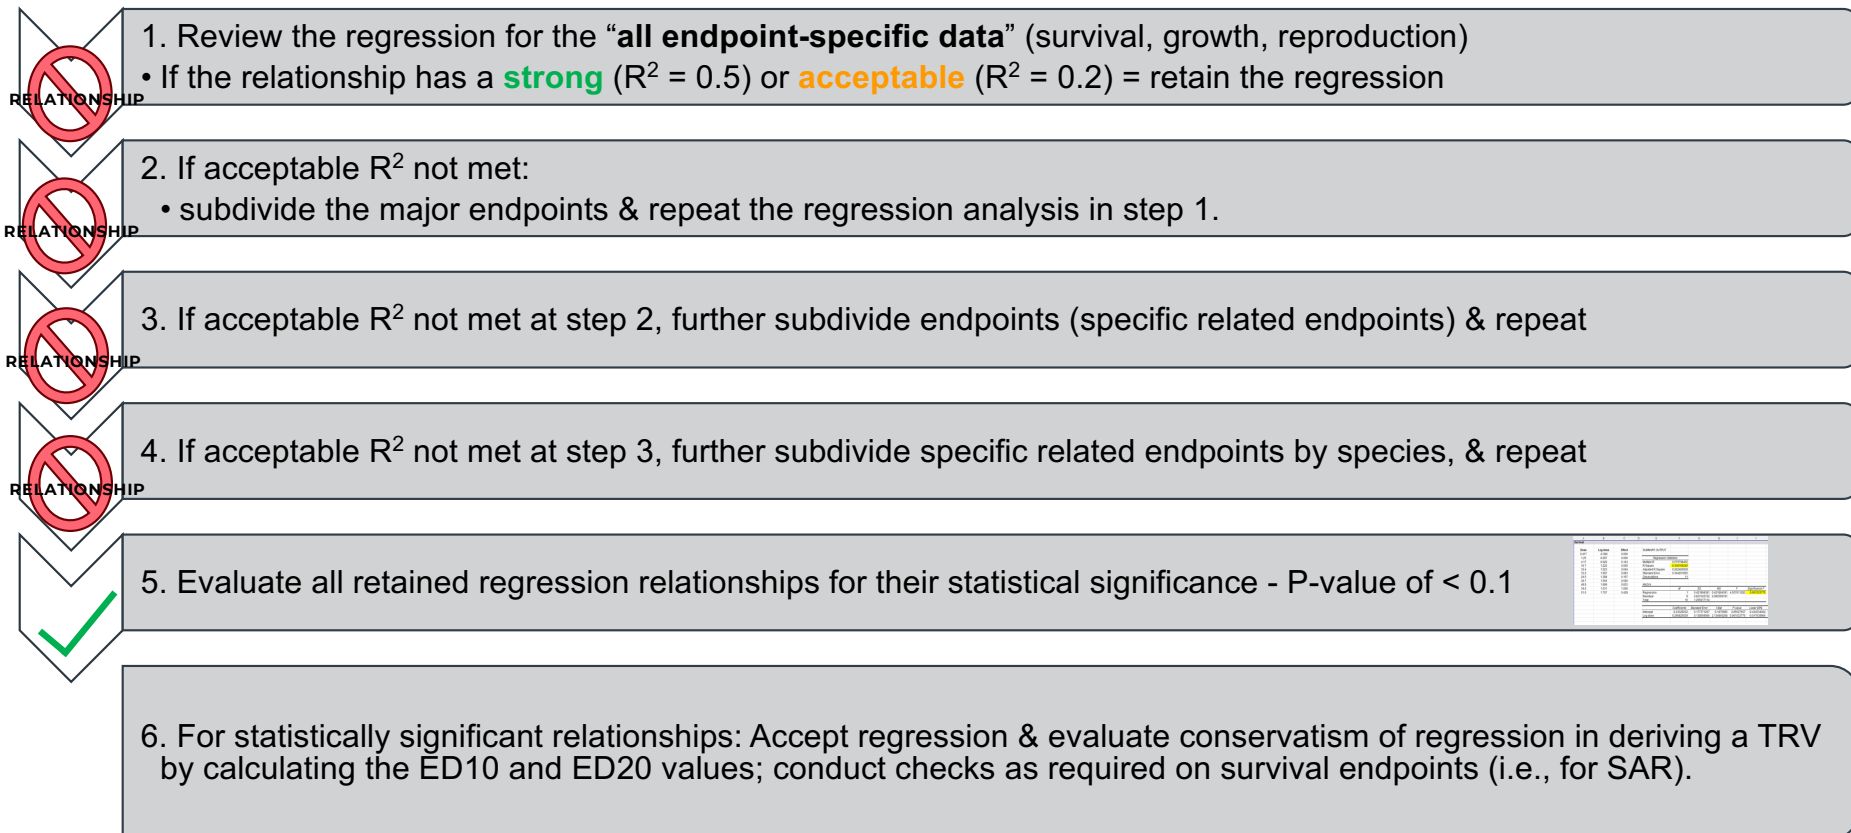 1. Review the regression for the “all endpoint-specific data” (survival, growth, reproduction)
• If the relationship has a strong (R² = 0.5) or acceptable (R² = 0.2) = retain the regression
RELATIONSHIP
2. If acceptable R² not met:
• subdivide the major endpoints & repeat the regression analysis in step 1.
RELATIONSHIP
3. If acceptable R² not met at step 2, further subdivide endpoints (specific related endpoints) & repeat
RELATIONSHIP
4. If acceptable R² not met at step 3, further subdivide specific related endpoints by species, & repeat
RELATIONSHIP
5. Evaluate all retained regression relationships for their statistical significance - P-value of < 0.1
6. For statistically significant relationships: Accept regression & evaluate conservatism of regression in deriving a TRV
by calculating the ED10 and ED20 values; conduct checks as required on survival endpoints (i.e., for SAR).